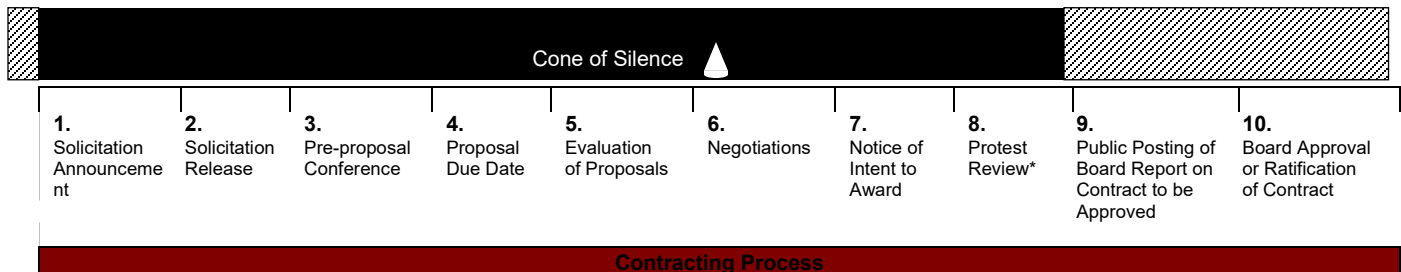 Cone of Silence
1.
Solicitation
Announceme
nt
2.
Solicitation
Release
3.
Pre-proposal
Conference
4.
Proposal
Due Date
5.
Evaluation
of Proposals
6.
Negotiations
7.
Notice of
Intent to
Award
8.
Protest
Review*
9.
Public Posting of
Board Report on
Contract to be
Approved
10.
Board Approval
or Ratification
of Contract
Contracting Process